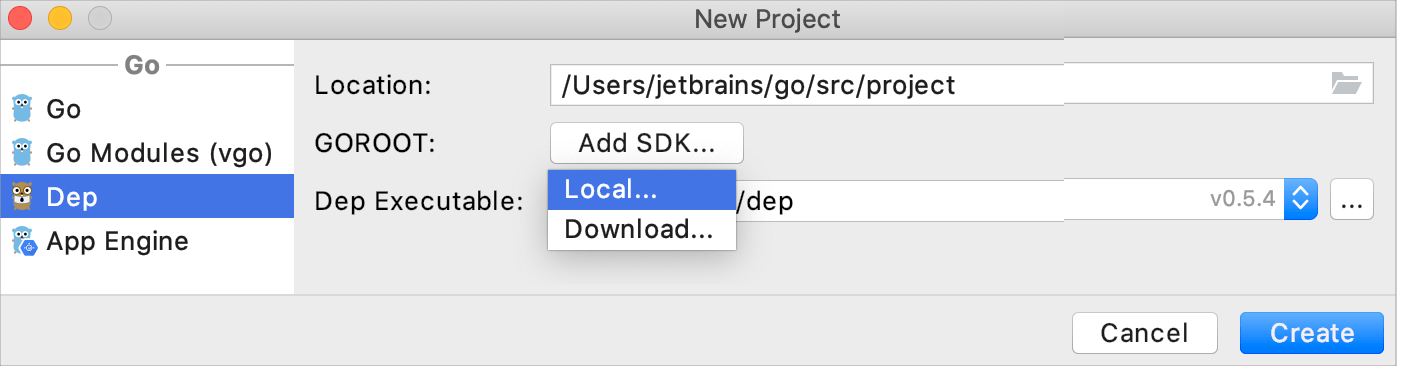 New Project
Go
Go
Go Modules (vgo)
Dep
App Engine
Location: /Users/jetbrains/go/src/project
GOROOT: Add SDK...
Local...
Download...
Dep Executable: /dep v0.5.4 ...
Cancel Create